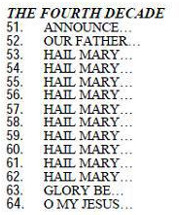 THE FOURTH DECADE
51. ANNOUNCE...
52. OUR FATHER...
53. HAIL MARY...
54. HAIL MARY...
55. HAIL MARY...
56. HAIL MARY...
57. HAIL MARY...
58. HAIL MARY...
59. HAIL MARY...
60. HAIL MARY...
61. HAIL MARY...
62. HAIL MARY...
63. GLORY BE...
64. O MY JESUS...